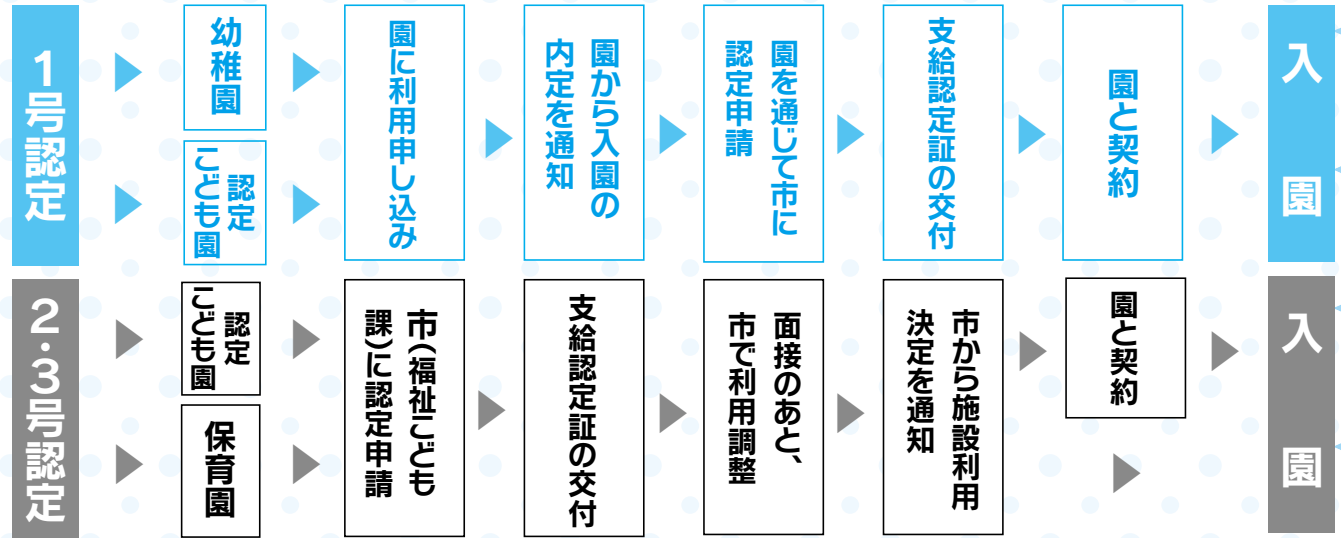 1号認定
幼稚園
認定
こども園
園に利用申し込み
園から入園の
内定を通知
園を通じて市に
認定申請
支給認定証の交付
園と契約
入園
2・3号認定
認定
こども園
保育園
市(福祉こども
課)に認定申請
支給認定証の交付
面接のあと、
市で利用調整
市から施設利用
決定を通知
園と契約
入園